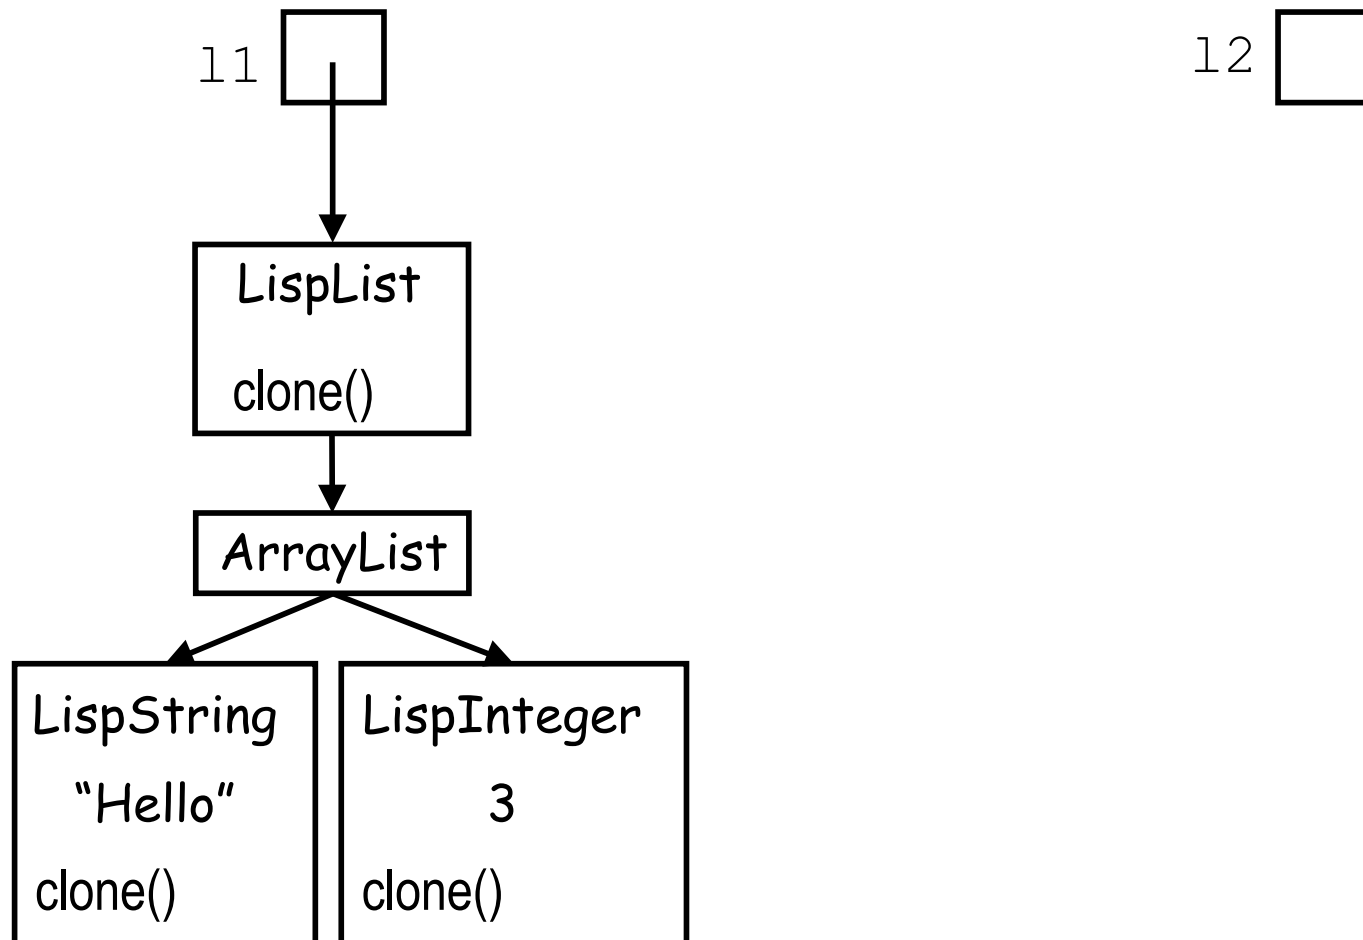 l1
l2
LispList
clone()
ArrayList
LispString
“Hello”
clone()
LispInteger
3
clone()